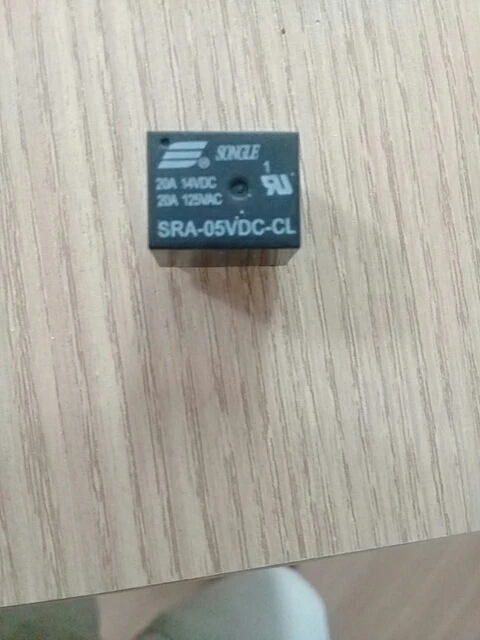 ® SONGLE
1
20A 14VDC
20A 125VAC
SRA-05VDC-CL